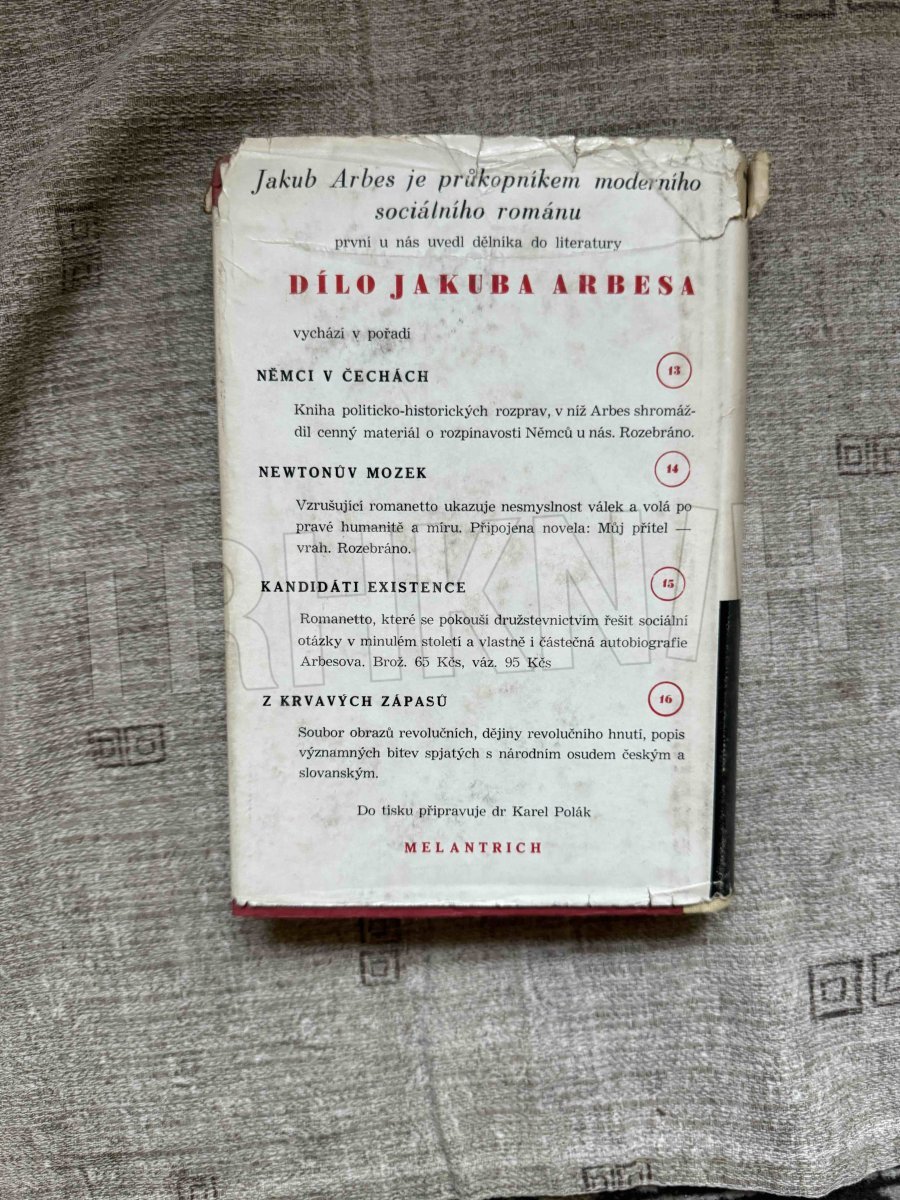 Jakub Arbes je průkopníkem moderního
sociálního románu
první u nás uvedl dělníka do literatury
DÍLO JAKUBA ARBESA
vychází v pořadí
NĚMCI V ČECHÁCH 13
Kniha politicko-historických rozprav, v níž Arbes shromáž-
dil cenný materiál o rozpínavosti Němců u nás. Rozebráno.
NEWTONŮV MOZEK 14
Vzrušující romanetto ukazuje nesmyslnost válek a volá po
pravé humanitě a míru. Připojena novela: Můj přítel —
vrah. Rozebráno.
KANDIDÁTI EXISTENCE 15
Romanetto, které se pokouší družstevnictvím řešit sociální
otázky v minulém století a vlastně i částečná autobiografie
Arbesova. Brož. 65 Kčs, váz. 95 Kčs
Z KRVAVÝCH ZÁPASŮ 16
Soubor obrazů revolučních, dějiny revolučního hnutí, popis
významných bitev spjatých s národním osudem českým a
slovanským.
Do tisku připravuje dr Karel Polák
MELANTRICH